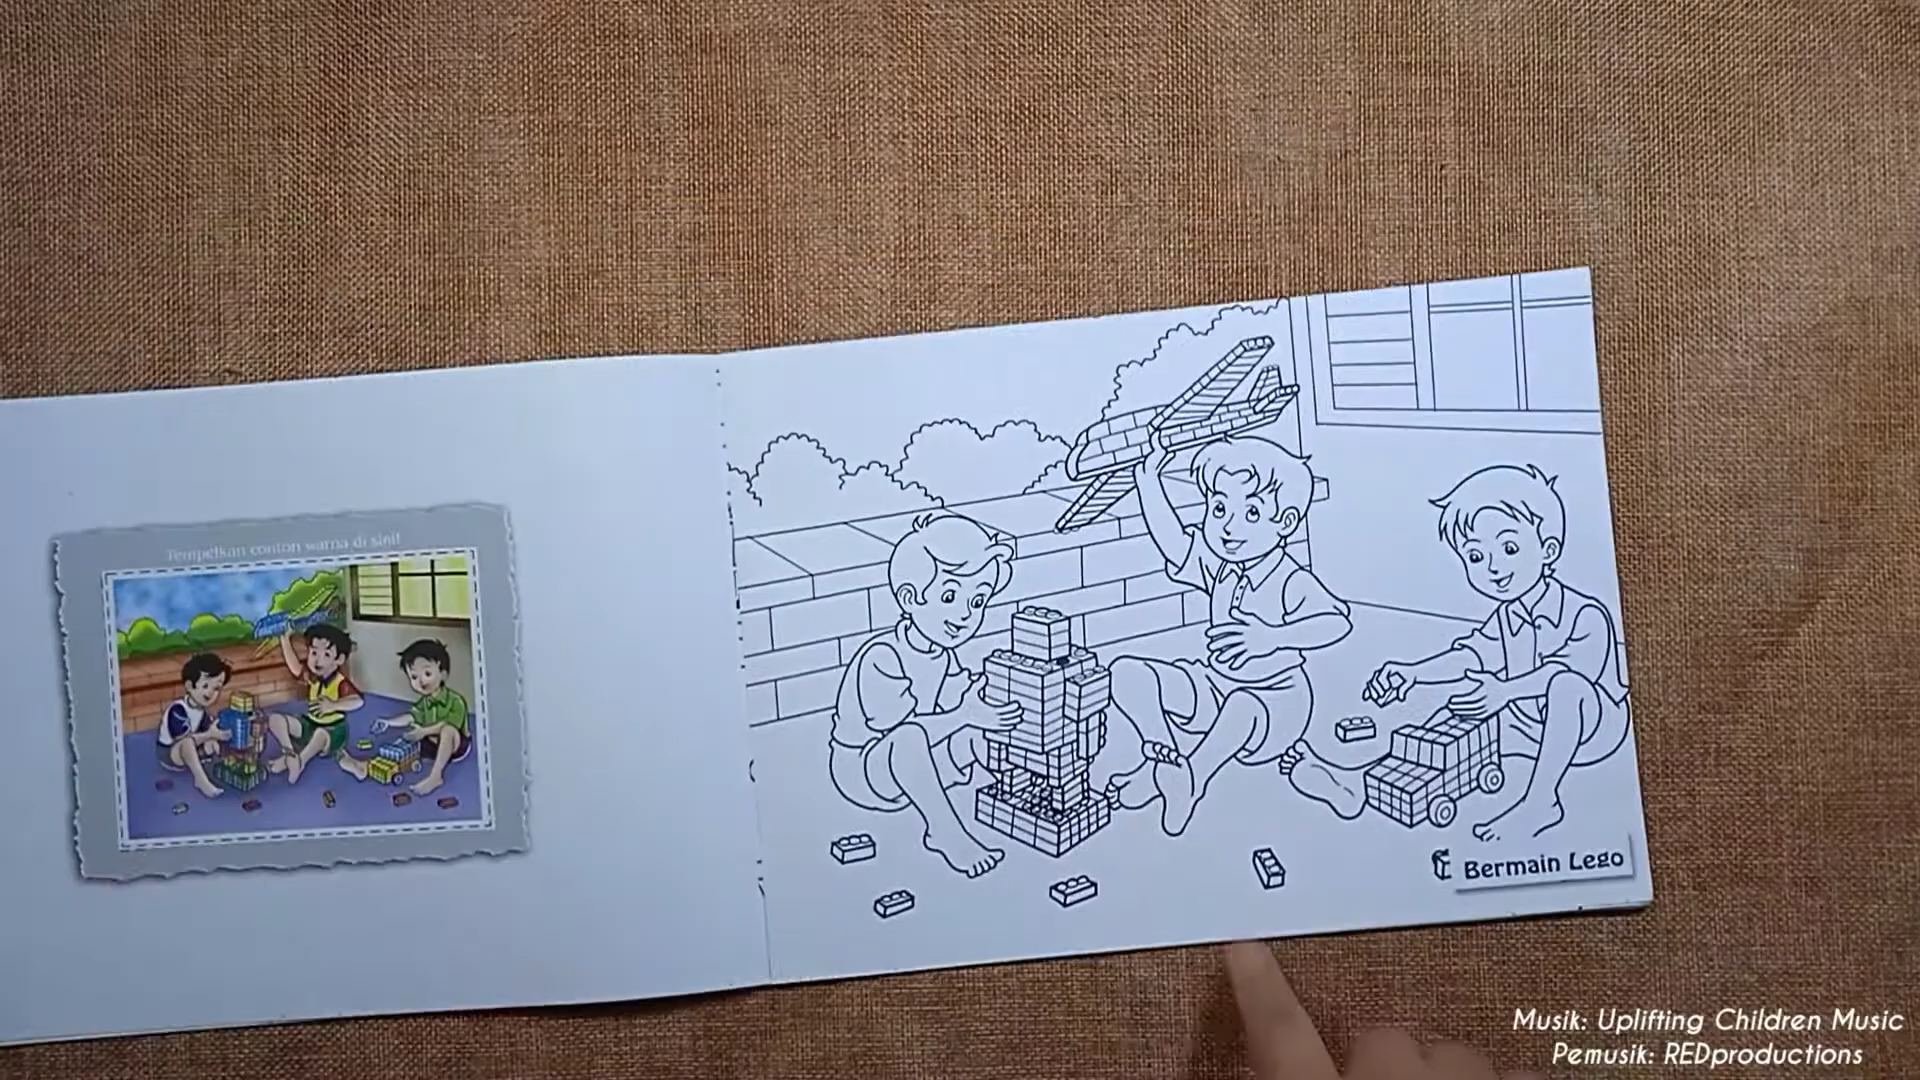 Tempelkan contoh warna di sini!
Bermain Lego
Musik: Uplifting Children Music
Pemusik: REDproductions